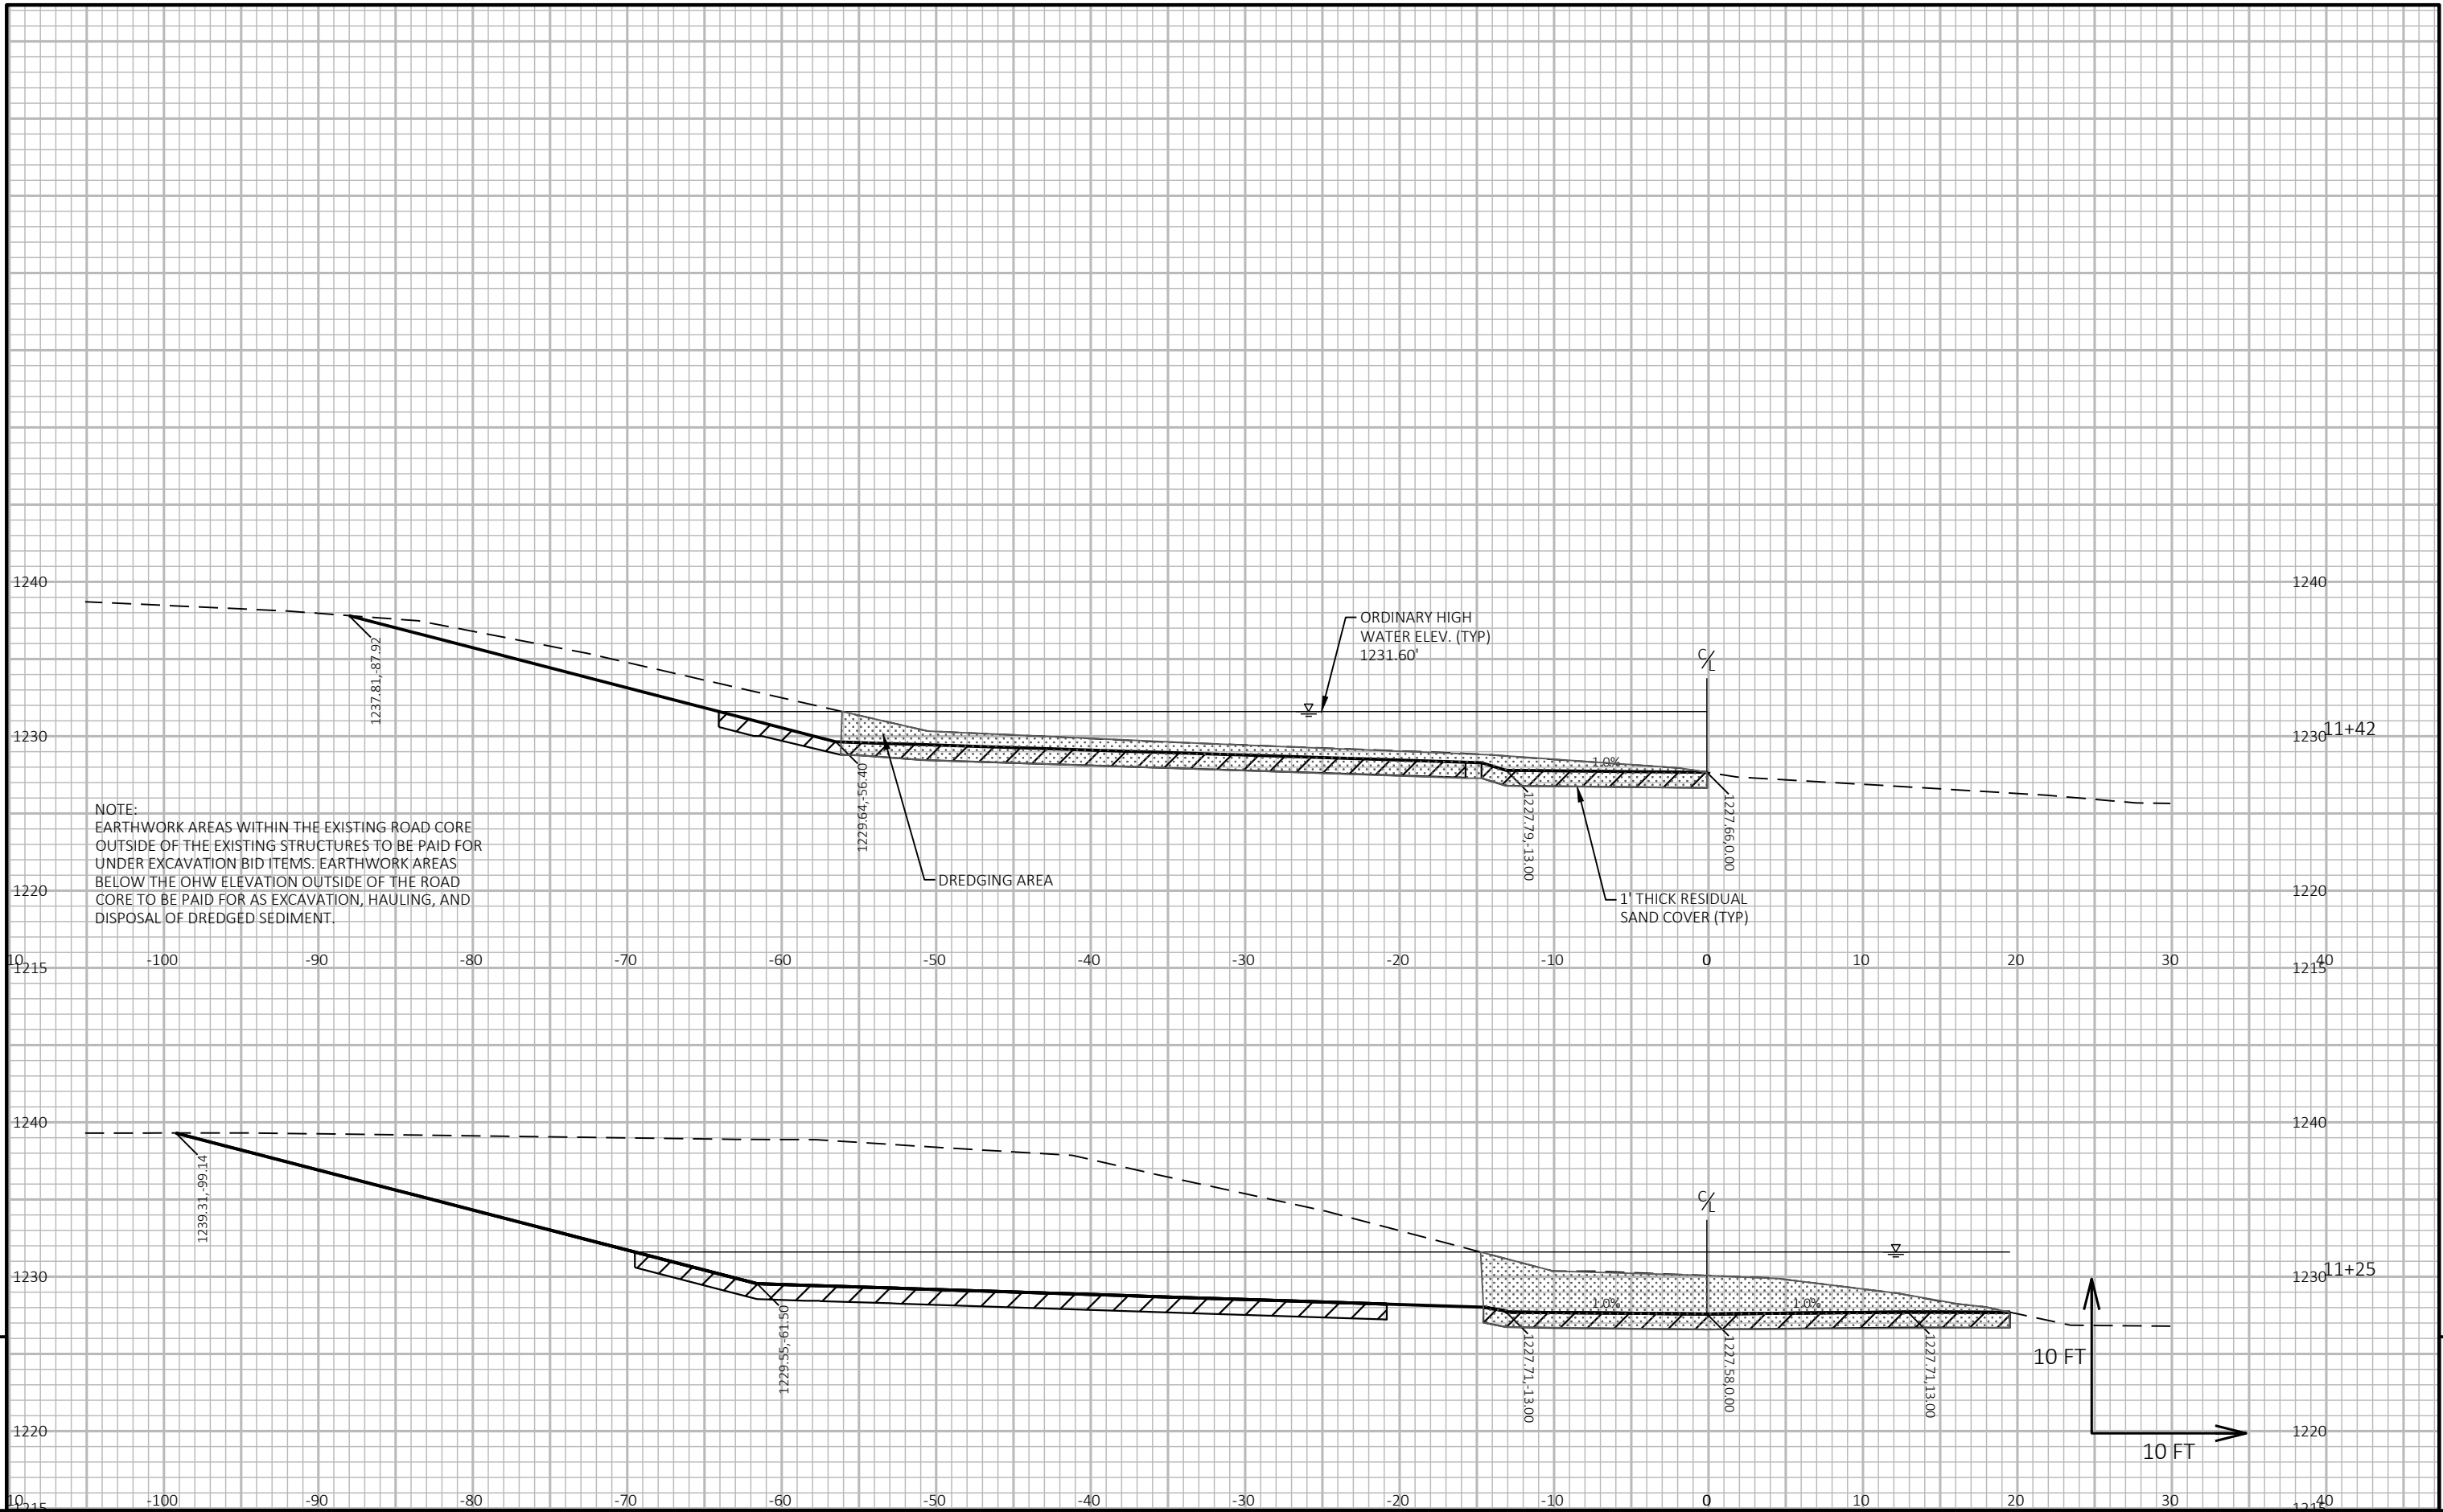 1240
1240
ORDINARY HIGH
WATER ELEV. (TYP)
1231.60'
C/L
1237.81,-87.92
1230
1230
11+42
1.0%
1229.64,-56.40
1227.79,-13.00
1227.66,0.00
NOTE:
EARTHWORK AREAS WITHIN THE EXISTING ROAD CORE
OUTSIDE OF THE EXISTING STRUCTURES TO BE PAID FOR
UNDER EXCAVATION BID ITEMS. EARTHWORK AREAS
BELOW THE OHW ELEVATION OUTSIDE OF THE ROAD
CORE TO BE PAID FOR AS EXCAVATION, HAULING, AND
DISPOSAL OF DREDGED SEDIMENT.
DREDGING AREA
1220
1220
1' THICK RESIDUAL
SAND COVER (TYP)
10 -100 -90 -80 -70 -60 -50 -40 -30 -20 -10 0 10 20 30 40
1215
1215
1240
1240
1239.31,-99.14
C/L
1230
1230
11+25
1.0%
1.0%
1229.55,-61.50
1227.71,-13.00
1227.58,0.00
1227.71,13.00
10 FT
1220
1220
10 FT
10 -100 -90 -80 -70 -60 -50 -40 -30 -20 -10 0 10 20 30 40
1215
1215